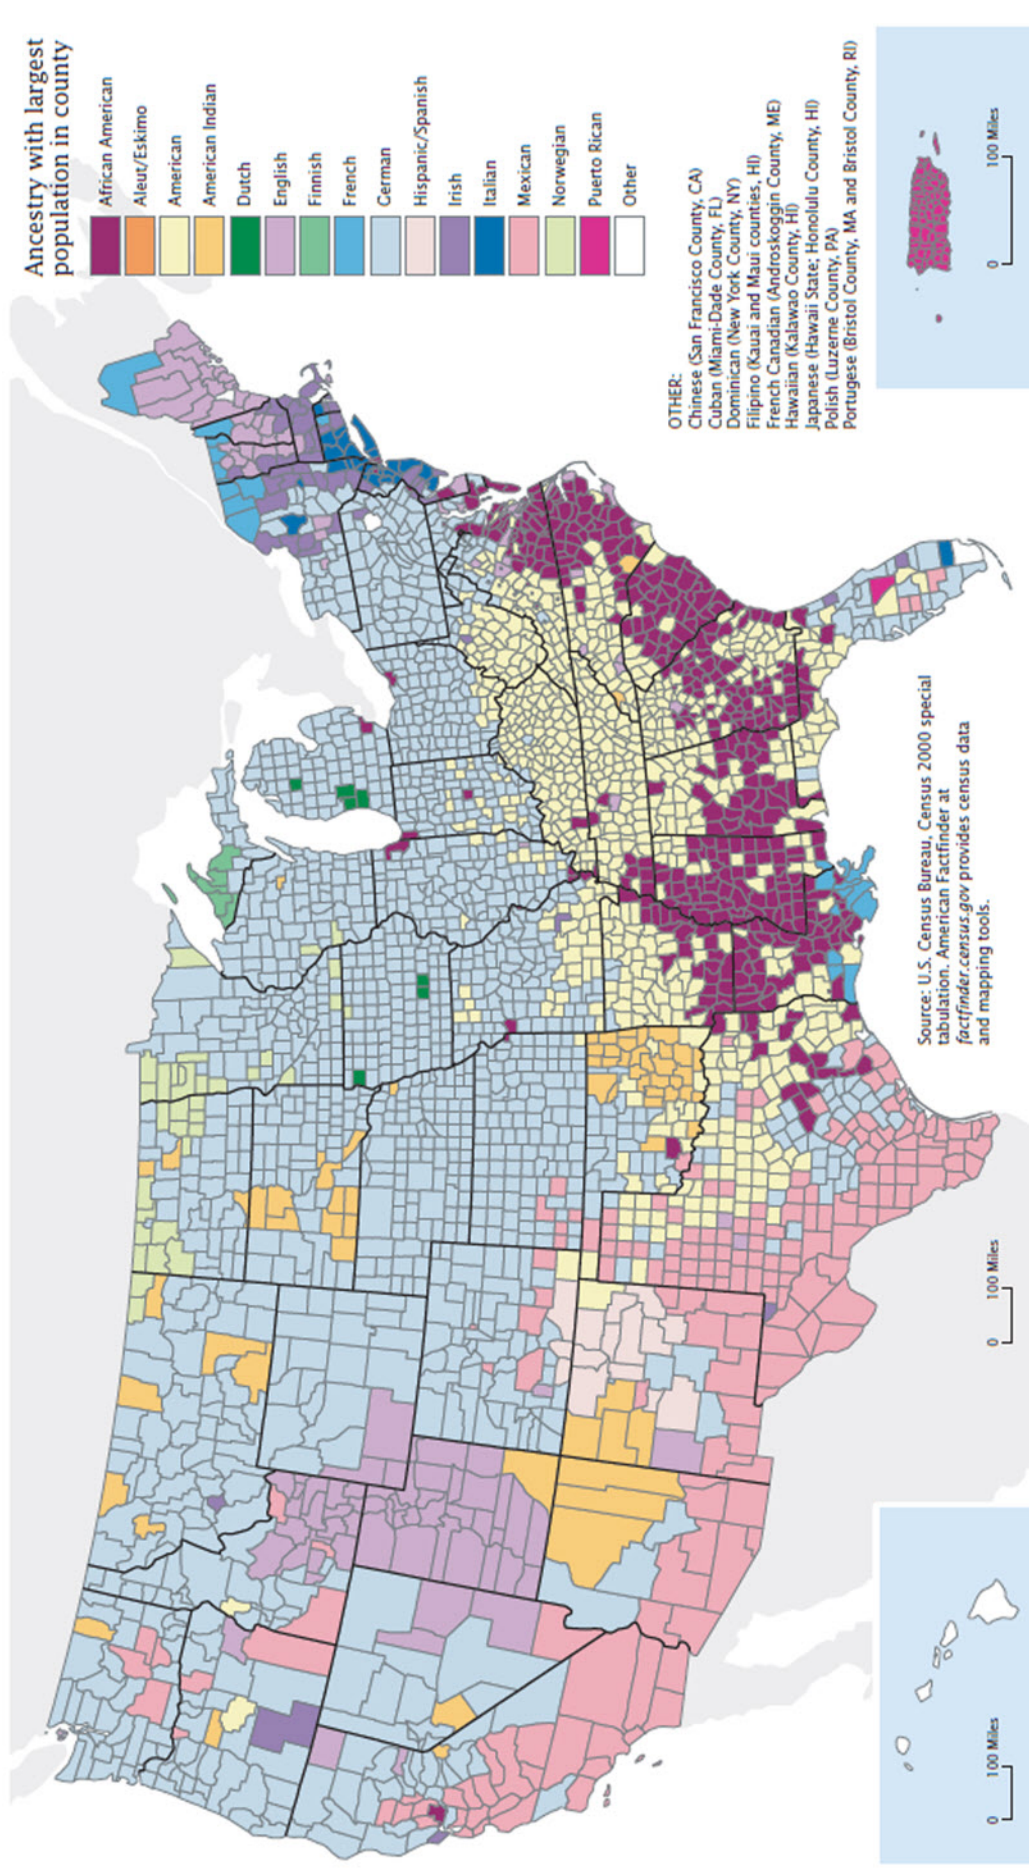 Ancestry with largest
population in county
African American
Aleut/Eskimo
American
American Indian
Dutch
English
Finnish
French
German
Hispanic/Spanish
Irish
Italian
Mexican
Norwegian
Puerto Rican
Other
OTHER:
Chinese (San Francisco County, CA)
Cuban (Miami-Dade County, FL)
Dominican (New York County, NY)
Filipino (Kauai and Maui counties, HI)
French Canadian (Androskoggin County, ME)
Hawaiian (Kalawao County, HI)
Japanese (Hawaii State; Honolulu County, HI)
Polish (Luzerne County, PA)
Portugese (Bristol County, MA and Bristol County, RI)
Source: U.S. Census Bureau, Census 2000 special
tabulation. American Factfinder at
factfinder.census.gov provides census data
and mapping tools.
0 100 Miles
0 100 Miles
0 100 Miles